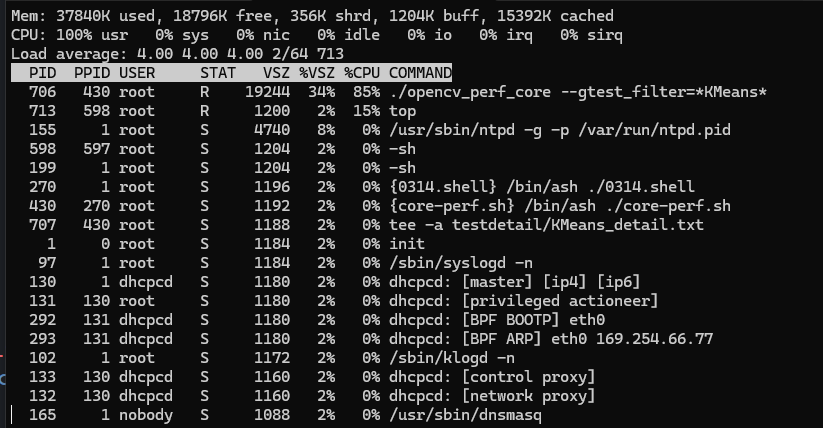 Mem: 37840K used, 18796K free, 356K shrd, 1204K buff, 15392K cached
CPU: 100% usr   0% sys   0% nic   0% idle   0% io   0% irq   0% sirq
Load average: 4.00 4.00 4.00 2/64 713
  PID  PPID USER     STAT   VSZ %VSZ %CPU COMMAND
  706   430 root     R    19244  34%  85% ./opencv_perf_core --gtest_filter=*KMeans*
  713   598 root     R     1200   2%  15% top
  155     1 root     S     4740   8%   0% /usr/sbin/ntpd -g -p /var/run/ntpd.pid
  598   597 root     S     1204   2%   0% -sh
  199     1 root     S     1204   2%   0% -sh
  270     1 root     S     1196   2%   0% {0314.shell} /bin/ash ./0314.shell
  430   270 root     S     1192   2%   0% {core-perf.sh} /bin/ash ./core-perf.sh
  707   430 root     S     1188   2%   0% tee -a testdetail/KMeans_detail.txt
    1     0 root     S     1184   2%   0% init
   97     1 root     S     1184   2%   0% /sbin/syslogd -n
  130     1 dhcpcd   S     1180   2%   0% dhcpcd: [master] [ip4] [ip6]
  131   130 root     S     1180   2%   0% dhcpcd: [privileged actioneer]
  292   131 dhcpcd   S     1180   2%   0% dhcpcd: [BPF BOOTP] eth0
  293   131 dhcpcd   S     1180   2%   0% dhcpcd: [BPF ARP] eth0 169.254.66.77
  102     1 root     S     1172   2%   0% /sbin/klogd -n
  133   130 dhcpcd   S     1160   2%   0% dhcpcd: [control proxy]
  132   130 dhcpcd   S     1160   2%   0% dhcpcd: [network proxy]
  165     1 nobody   S     1088   2%   0% /usr/sbin/dnsmasq